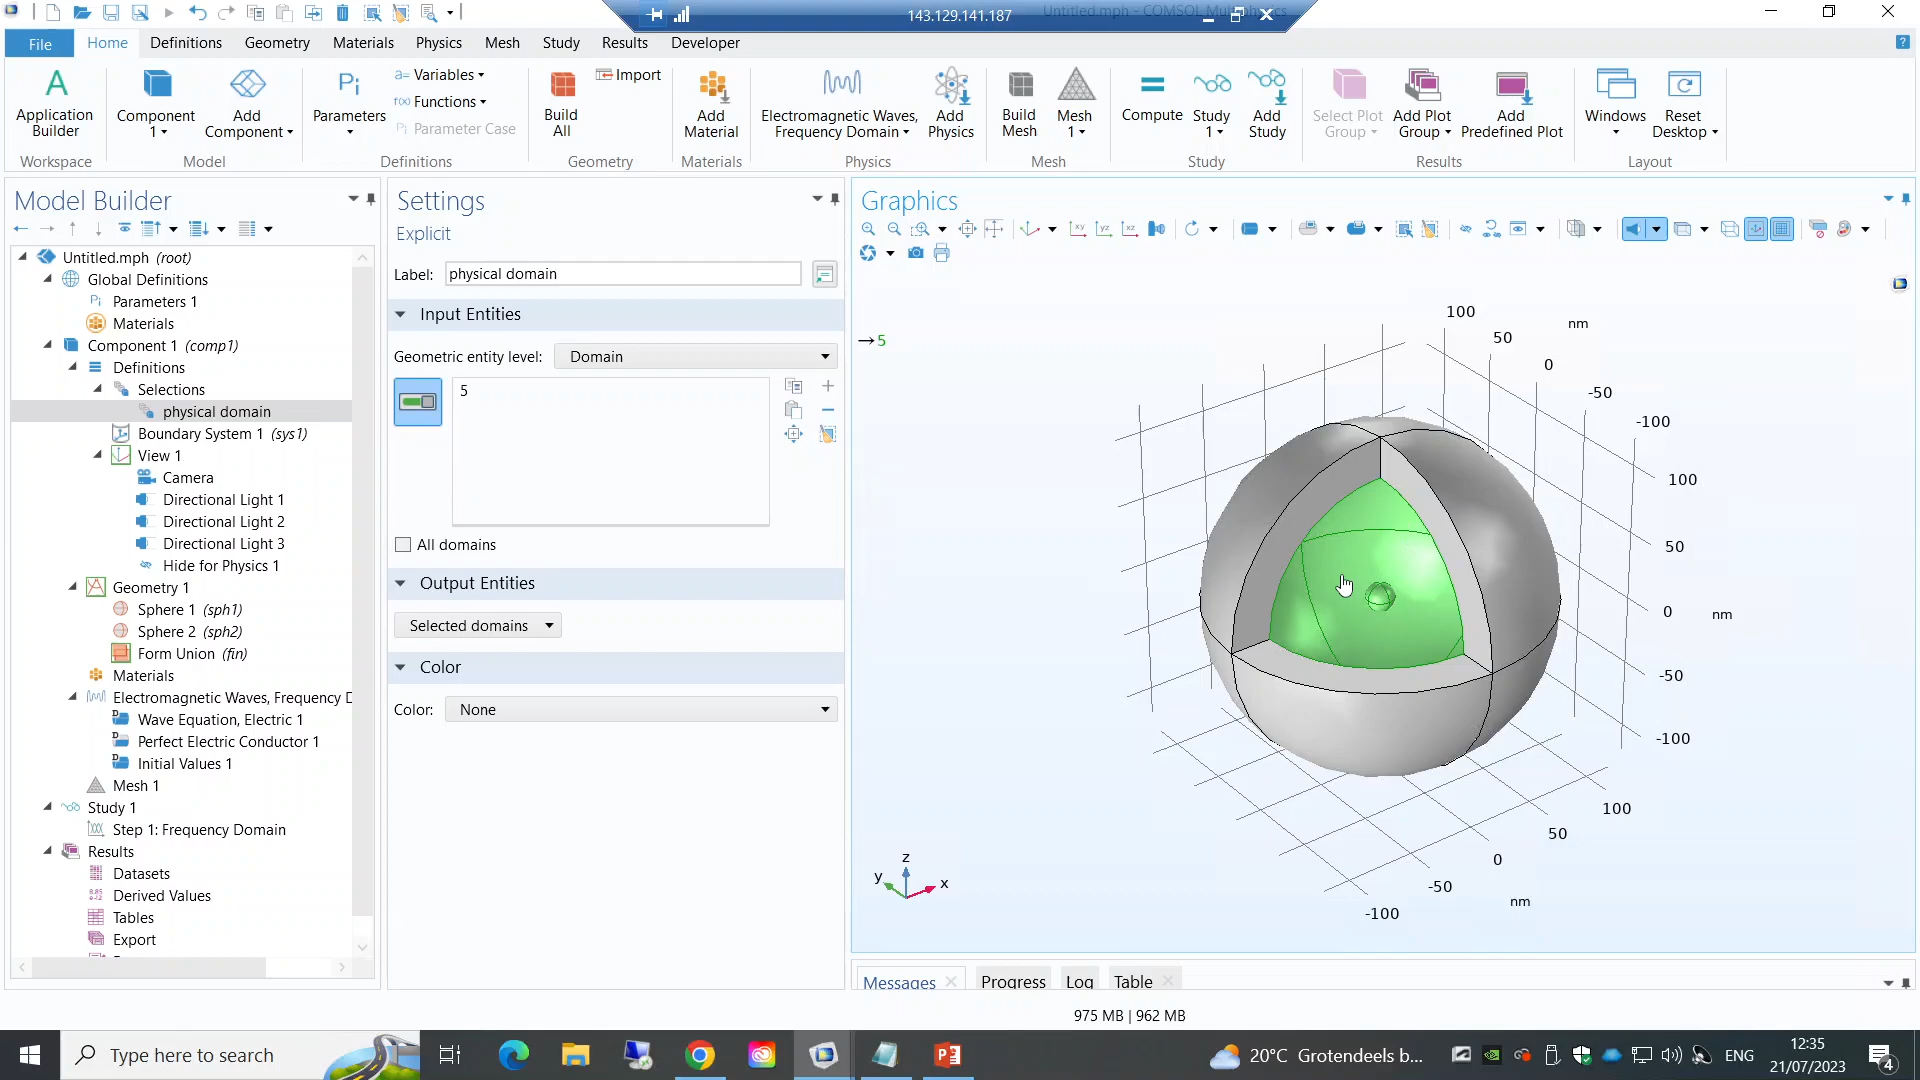 143.129.141.187
Untitled.mph - COMSOL Multiphysics
File Home Definitions Geometry Materials Physics Mesh Study Results Developer
Application Builder
Workspace
Component 1
Add Component
Model
Pi Parameters
a= Variables
f(x) Functions
Pi Parameter Case
Definitions
Build All
Import
Geometry
Add Material
Materials
Electromagnetic Waves, Frequency Domain
Add Physics
Physics
Build Mesh
Mesh 1
Mesh
Compute
Study 1
Add Study
Study
Select Plot Group
Add Plot Group
Add Predefined Plot
Results
Windows
Reset Desktop
Layout
Model Builder
Untitled.mph (root)
Global Definitions
Pi Parameters 1
Materials
Component 1 (comp1)
Definitions
Selections
physical domain
Boundary System 1 (sys1)
View 1
Camera
Directional Light 1
Directional Light 2
Directional Light 3
Hide for Physics 1
Geometry 1
Sphere 1 (sph1)
Sphere 2 (sph2)
Form Union (fin)
Materials
Electromagnetic Waves, Frequency D
Wave Equation, Electric 1
Perfect Electric Conductor 1
Initial Values 1
Mesh 1
Study 1
Step 1: Frequency Domain
Results
Datasets
Derived Values
Tables
Export
Settings
Explicit
Label: physical domain
Input Entities
Geometric entity level: Domain
5
All domains
Output Entities
Selected domains
Color
Color: None
Graphics
→5
100
50
0
-50
-100
nm
100
50
0
-50
-100
nm
100
50
0
-50
-100
nm
z
y
x
Messages Progress Log Table
975 MB | 962 MB
Type here to search
20°C Grotendeels b...
ENG
12:35
21/07/2023
4